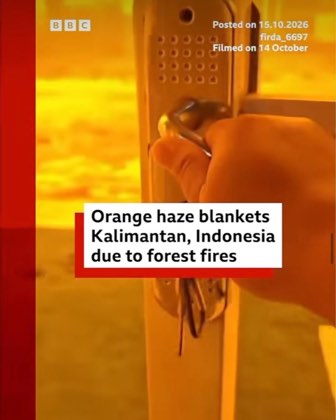 BBC
Posted on 15.10.2026
firda_6697
Filmed on 14 October
Orange haze blankets
Kalimantan, Indonesia
due to forest fires